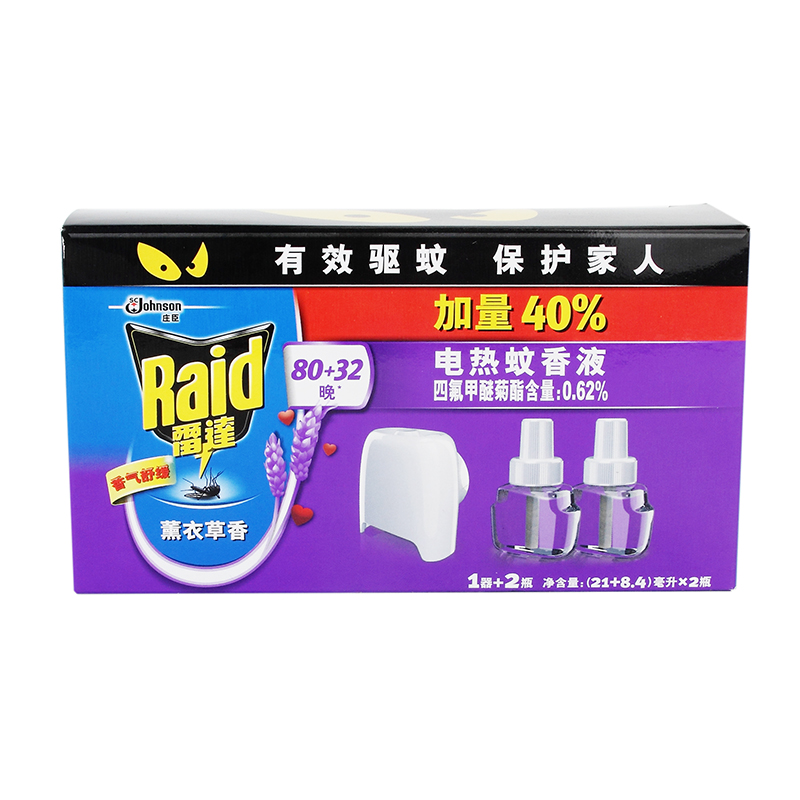 有效驱蚊 保护家人
SC Johnson
庄臣
加量40%
Raid
雷達
80+32
晚*
电热蚊香液
四氟甲醚菊酯含量:0.62%
香气舒缓
薰衣草香
1器+2瓶 净含量:(21+8.4)毫升×2瓶